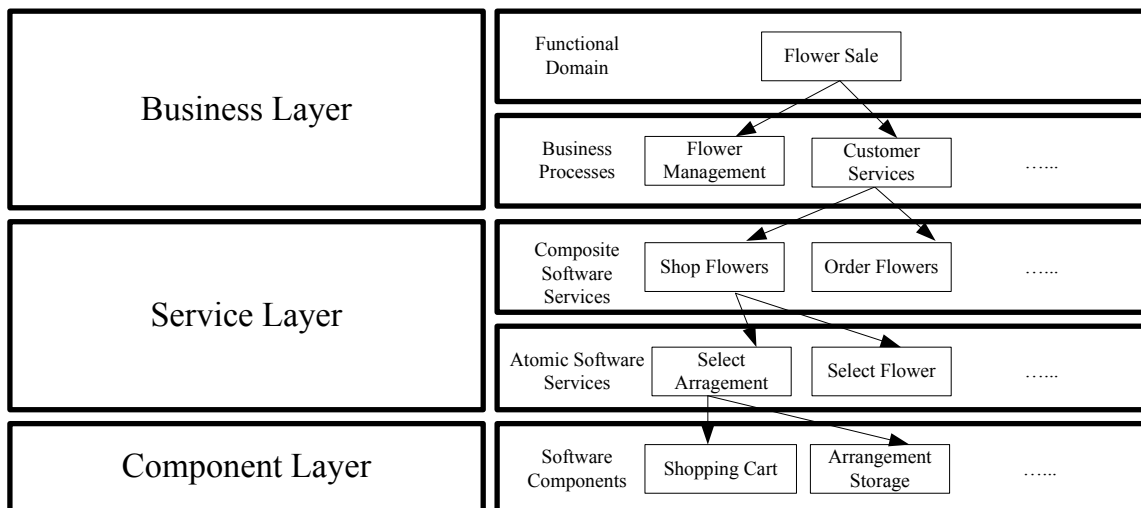 Business Layer
Functional
Domain
Flower Sale
Business
Processes
Flower
Management
Customer
Services
…...
Service Layer
Composite
Software
Services
Shop Flowers
Order Flowers
…...
Atomic Software
Services
Select
Arragement
Select Flower
…...
Component Layer
Software
Components
Shopping Cart
Arrangement
Storage
…...